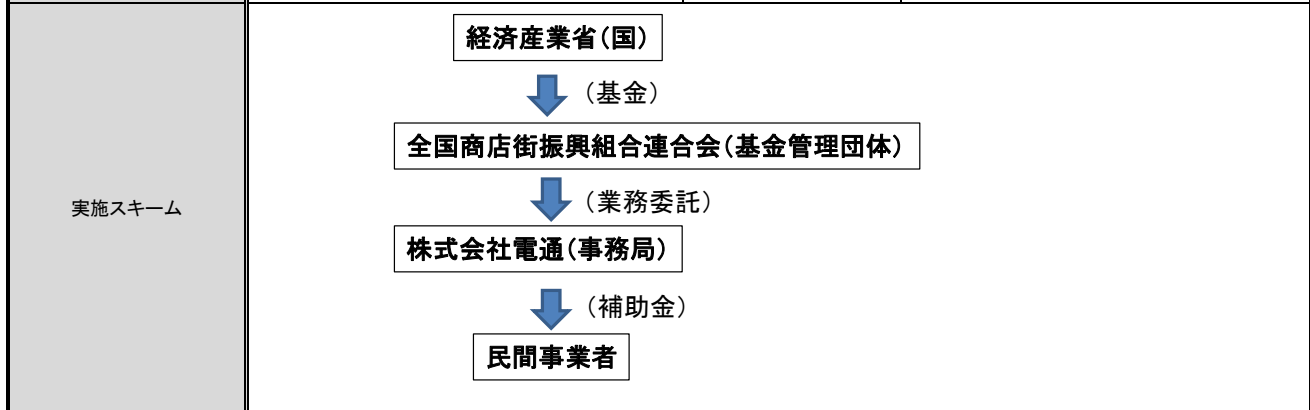 経済産業省（国）
（基金）
全国商店街振興組合連合会（基金管理団体）
（業務委託）
実施スキーム
株式会社電通（事務局）
（補助金）
民間事業者